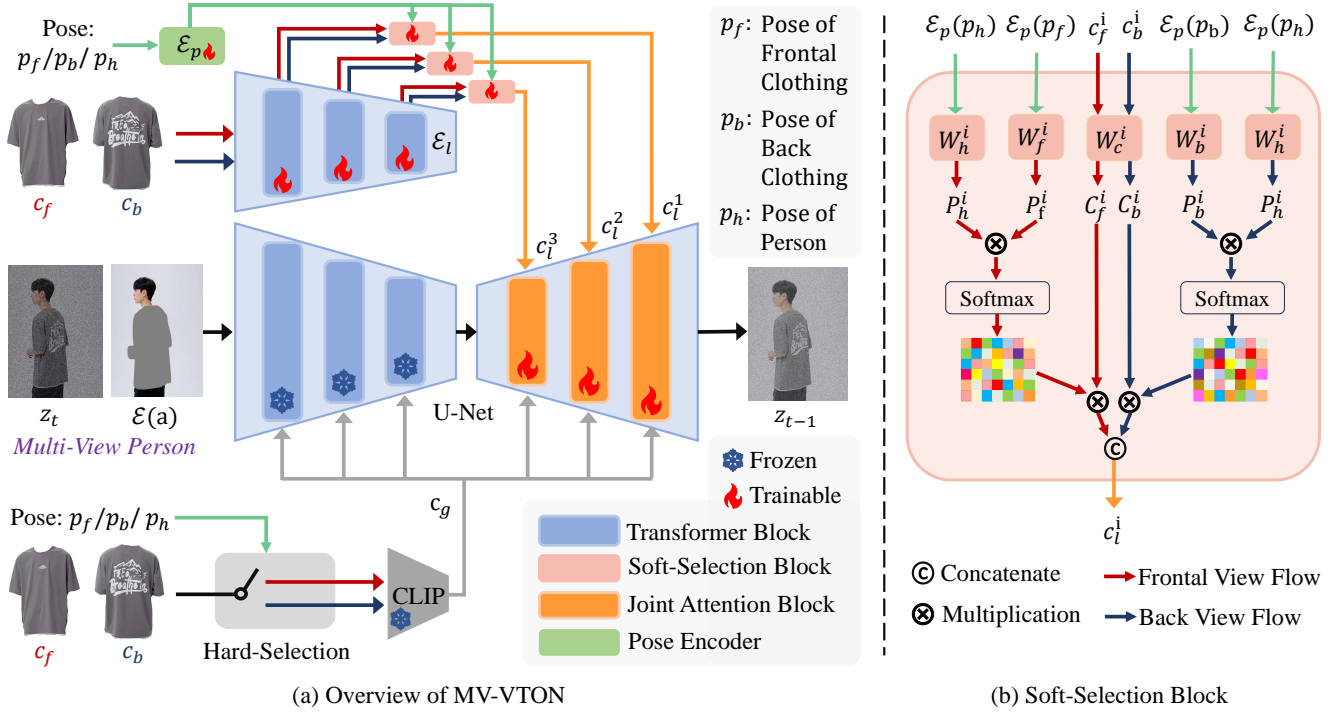 Pose:
p_f/p_b/p_h
ℰ_p
ℰ_l
c_f
c_b
p_f: Pose of
Frontal
Clothing
p_b: Pose of
Back
Clothing
p_h: Pose of
Person
c_l^3
c_l^2
c_l^1
z_t
ℰ(a)
Multi-View Person
U-Net
z_{t-1}
c_g
Frozen
Trainable
Transformer Block
Soft-Selection Block
Joint Attention Block
Pose Encoder
Pose: p_f/p_b/p_h
c_f
c_b
Hard-Selection
CLIP
(a) Overview of MV-VTON
ℰ_p(p_h) ℰ_p(p_f) c_f^i c_b^i ℰ_p(p_b) ℰ_p(p_h)
W_h^i W_f^i W_c^i W_b^i W_h^i
P_h^i P_f^i C_f^i C_b^i P_b^i P_h^i
Softmax
Softmax
C
c_l^i
C Concatenate
Frontal View Flow
Multiplication
Back View Flow
(b) Soft-Selection Block